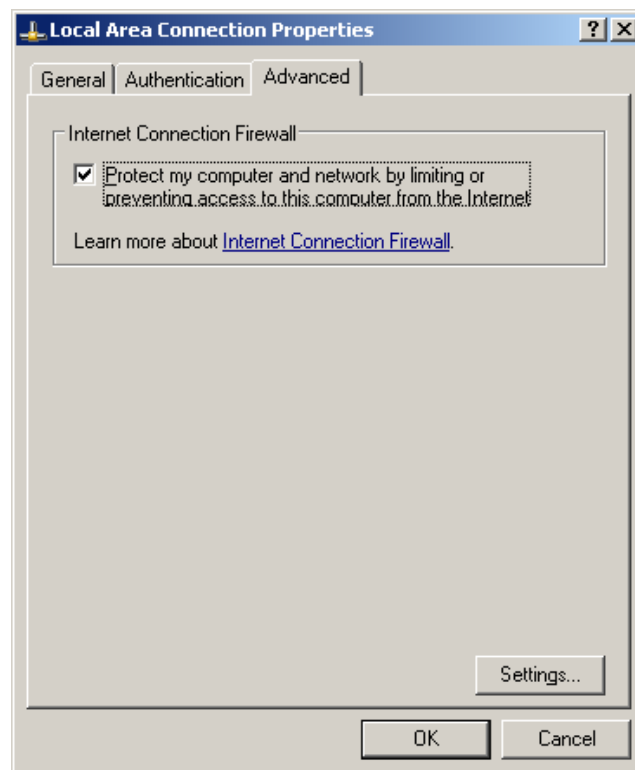 Local Area Connection Properties
General Authentication Advanced
Internet Connection Firewall
Protect my computer and network by limiting or
preventing access to this computer from the Internet
Learn more about Internet Connection Firewall.
Settings...
OK Cancel